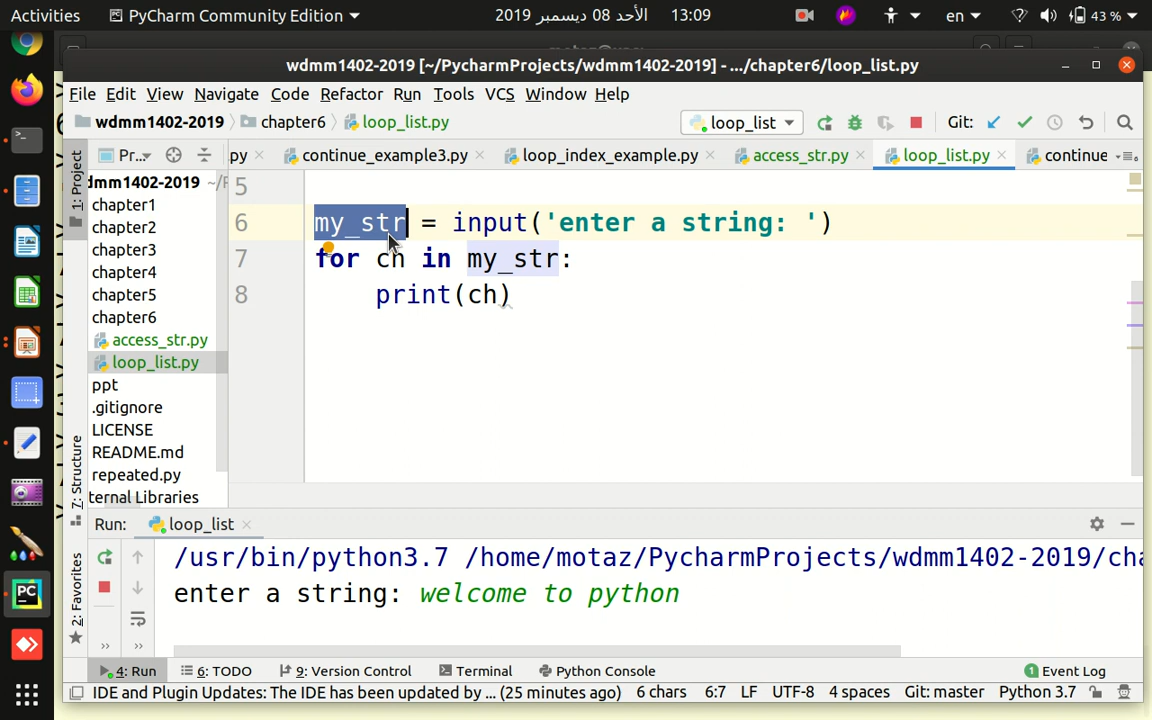 Activities PyCharm Community Edition 2019 الأحد 08 ديسمبر 13:09 en 43 %
wdmm1402-2019 [~/PycharmProjects/wdmm1402-2019] - .../chapter6/loop_list.py
File Edit View Navigate Code Refactor Run Tools VCS Window Help
wdmm1402-2019 chapter6 loop_list.py loop_list Git:
1: Project Pr... .py continue_example3.py loop_index_example.py access_str.py loop_list.py continue
dmm1402-2019 ~/P
chapter1
chapter2
chapter3
chapter4
chapter5
chapter6
access_str.py
loop_list.py
ppt
.gitignore
LICENSE
README.md
repeated.py
ternal Libraries
5
6 my_str = input('enter a string: ')
7 for ch in my_str:
8 print(ch)
7: Structure
2: Favorites
Run: loop_list
/usr/bin/python3.7 /home/motaz/PycharmProjects/wdmm1402-2019/cha
enter a string: welcome to python
4: Run 6: TODO 9: Version Control Terminal Python Console 1 Event Log
IDE and Plugin Updates: The IDE has been updated by ... (25 minutes ago) 6 chars 6:7 LF UTF-8 4 spaces Git: master Python 3.7